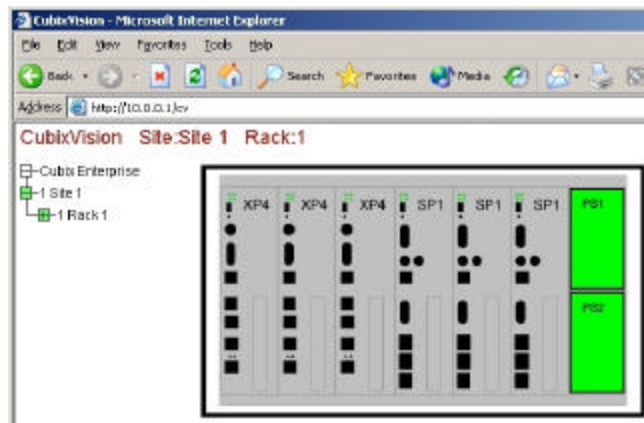 CubixVision - Microsoft Internet Explorer
File Edit View Favorites Tools Help
Back Search Favorites Media
Address http://10.0.0.1/cv
CubixVision Site:Site 1 Rack:1
Cubix Enterprise
1 Site 1
1 Rack 1
XP4 XP4 XP4 SP1 SP1 SP1 PS1
PS2